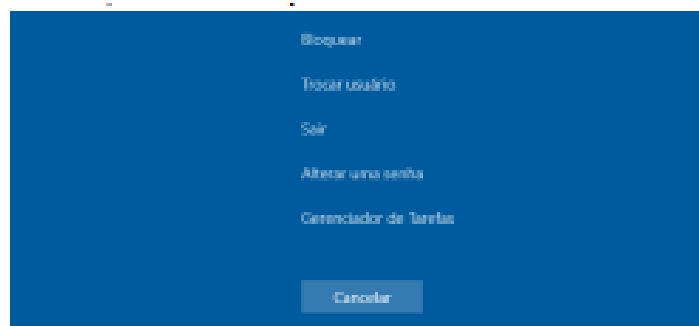 Bloquear
Trocar usuário
Sair
Alterar uma senha
Gerenciador de Tarefas
Cancelar